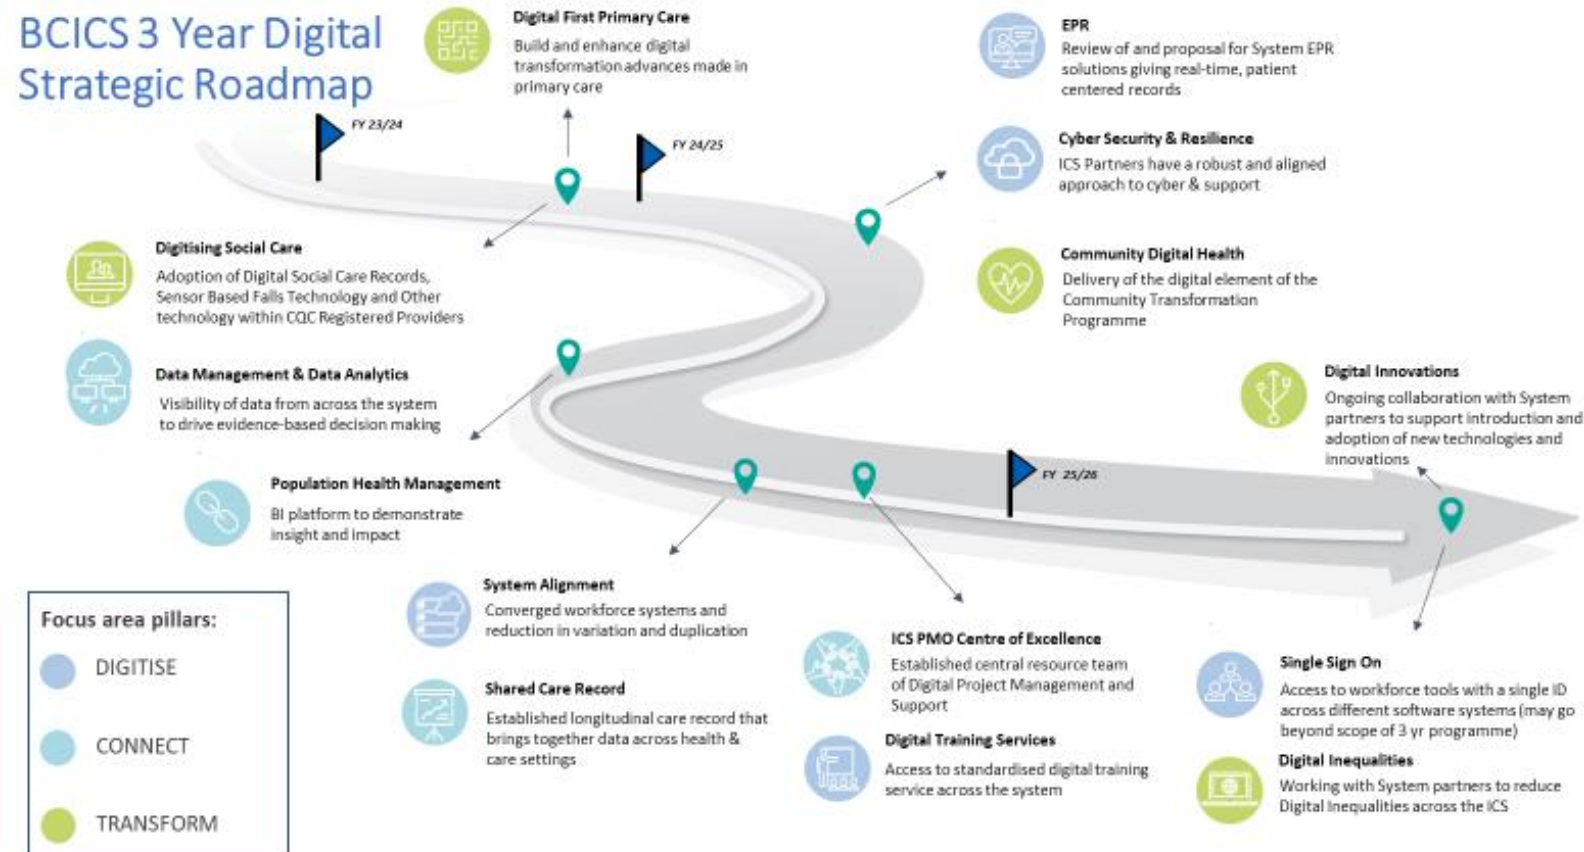 BCICS 3 Year Digital
Strategic Roadmap
Digital First Primary Care
Build and enhance digital
transformation advances made in
primary care
EPR
Review of and proposal for System EPR
solutions giving real-time, patient
centered records
FY 23/24
FY 24/25
Cyber Security & Resilience
ICS Partners have a robust and aligned
approach to cyber & support
Digitising Social Care
Adoption of Digital Social Care Records,
Sensor Based Falls Technology and Other
technology within CQC Registered Providers
Community Digital Health
Delivery of the digital element of the
Community Transformation
Programme
Data Management & Data Analytics
Visibility of data from across the system
to drive evidence-based decision making
Digital Innovations
Ongoing collaboration with System
partners to support introduction and
adoption of new technologies and
innovations
Population Health Management
BI platform to demonstrate
insight and impact
FY 25/26
System Alignment
Converged workforce systems and
reduction in variation and duplication
Shared Care Record
Established longitudinal care record that
brings together data across health &
care settings
ICS PMO Centre of Excellence
Established central resource team
of Digital Project Management and
Support
Digital Training Services
Access to standardised digital training
service across the system
Single Sign On
Access to workforce tools with a single ID
across different software systems (may go
beyond scope of 3 yr programme)
Digital Inequalities
Working with System partners to reduce
Digital Inequalities across the ICS
Focus area pillars:
DIGITISE
CONNECT
TRANSFORM